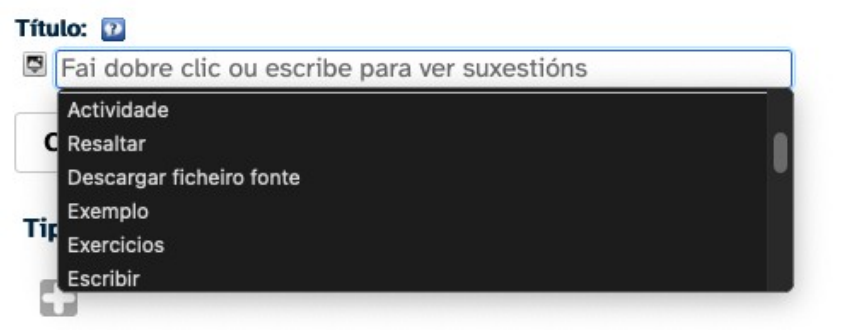 Título:
Fai dobre clic ou escribe para ver suxestións
Actividade
Resaltar
Descargar ficheiro fonte
Exemplo
Exercicios
Escribir